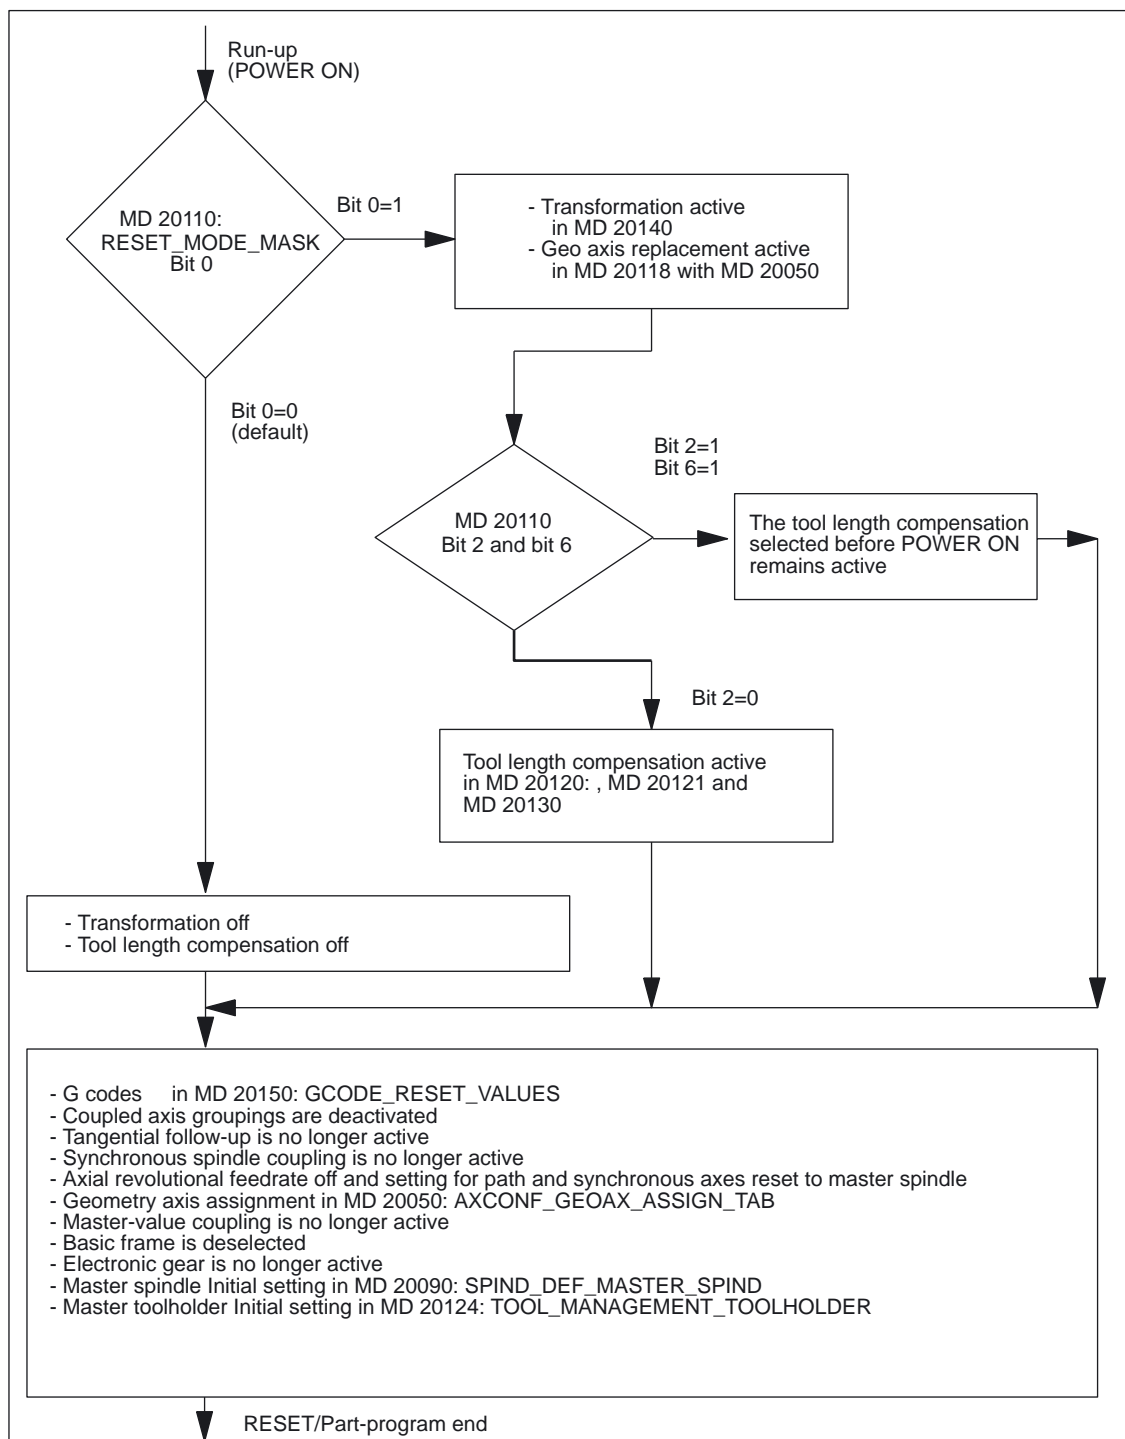 Run-up
(POWER ON)
MD 20110:
RESET_MODE_MASK
Bit 0
Bit 0=1
- Transformation active
in MD 20140
- Geo axis replacement active
in MD 20118 with MD 20050
Bit 0=0
(default)
Bit 2=1
Bit 6=1
MD 20110
Bit 2 and bit 6
The tool length compensation
selected before POWER ON
remains active
Bit 2=0
Tool length compensation active
in MD 20120: , MD 20121 and
MD 20130
- Transformation off
- Tool length compensation off
- G codes in MD 20150: GCODE_RESET_VALUES
- Coupled axis groupings are deactivated
- Tangential follow-up is no longer active
- Synchronous spindle coupling is no longer active
- Axial revolutional feedrate off and setting for path and synchronous axes reset to master spindle
- Geometry axis assignment in MD 20050: AXCONF_GEOAX_ASSIGN_TAB
- Master-value coupling is no longer active
- Basic frame is deselected
- Electronic gear is no longer active
- Master spindle Initial setting in MD 20090: SPIND_DEF_MASTER_SPIND
- Master toolholder Initial setting in MD 20124: TOOL_MANAGEMENT_TOOLHOLDER
RESET/Part-program end